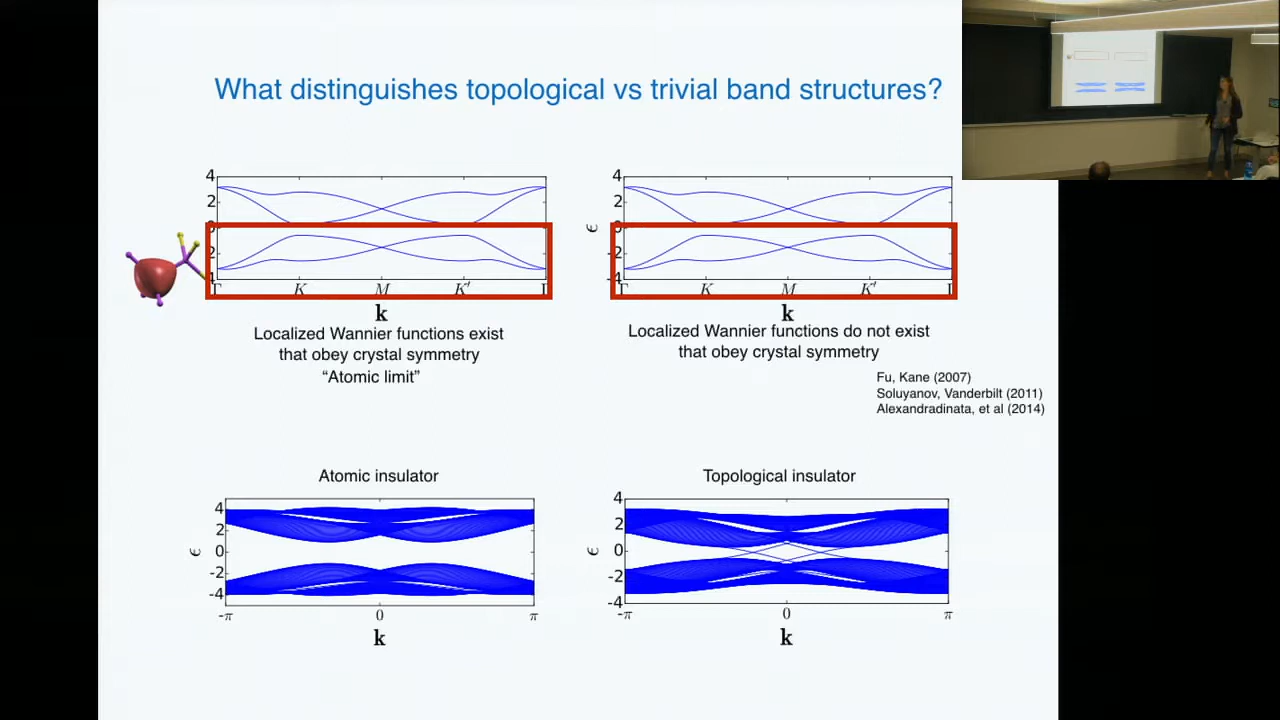 What distinguishes topological vs trivial band structures?
4
2
2
Γ K M K′
k
Localized Wannier functions exist
that obey crystal symmetry
“Atomic limit”
4
2
ϵ
-2
-4
Γ K M K′
k
Localized Wannier functions do not exist
that obey crystal symmetry
Fu, Kane (2007)
Soluyanov, Vanderbilt (2011)
Alexandradinata, et al (2014)
Atomic insulator
4
2
ϵ 0
-2
-4
-π 0 π
k
Topological insulator
4
2
ϵ 0
-2
-4
-π 0 π
k